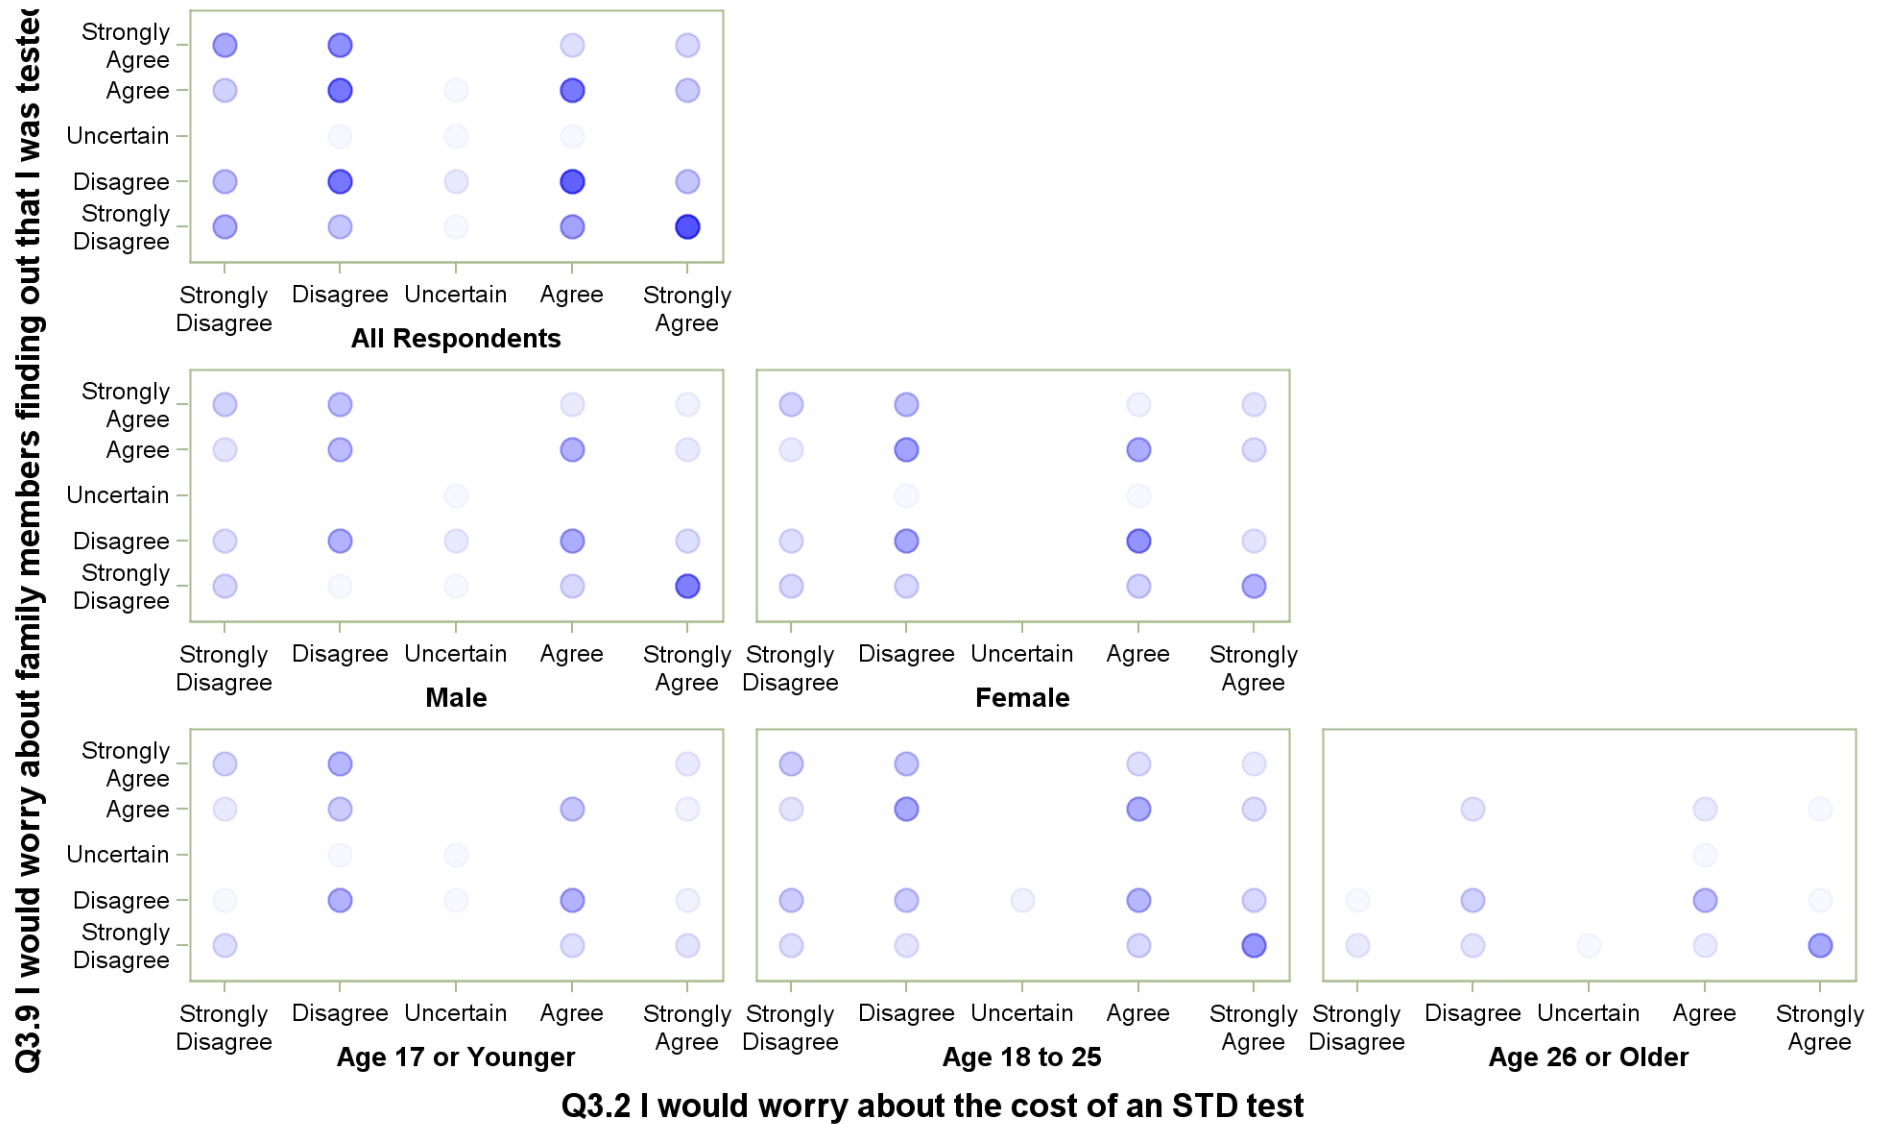 Q3.9 I would worry about family members finding out that I was tested
Strongly
Agree
Agree
Uncertain
Disagree
Strongly
Disagree
Strongly Disagree Uncertain Agree Strongly
Disagree Agree
All Respondents
Strongly
Agree
Agree
Uncertain
Disagree
Strongly
Disagree
Strongly Disagree Uncertain Agree Strongly
Disagree Agree
Male
Strongly Disagree Uncertain Agree Strongly
Disagree Agree
Female
Strongly
Agree
Agree
Uncertain
Disagree
Strongly
Disagree
Strongly Disagree Uncertain Agree Strongly
Disagree Agree
Age 17 or Younger
Strongly Disagree Uncertain Agree Strongly
Disagree Agree
Age 18 to 25
Strongly Disagree Uncertain Agree Strongly
Disagree Agree
Age 26 or Older
Q3.2 I would worry about the cost of an STD test